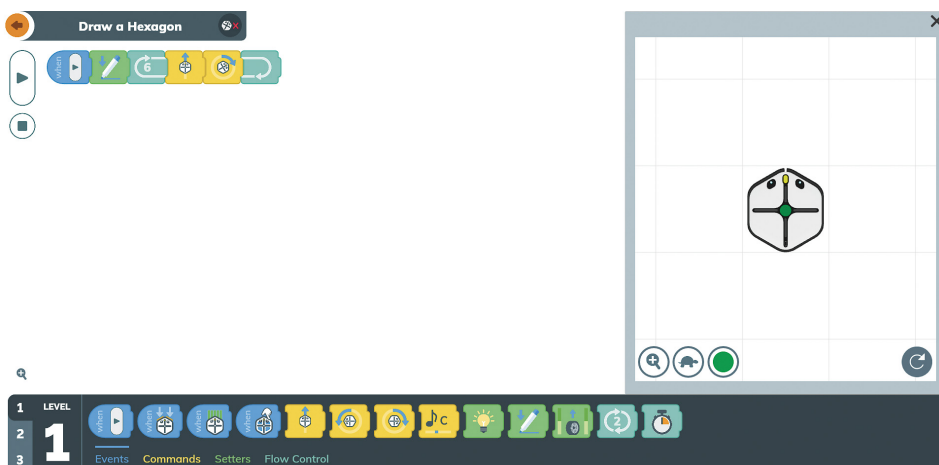 Draw a Hexagon
when
6
1 LEVEL
1
2
3
when
when
when
when
C
2
Events Commands Setters Flow Control